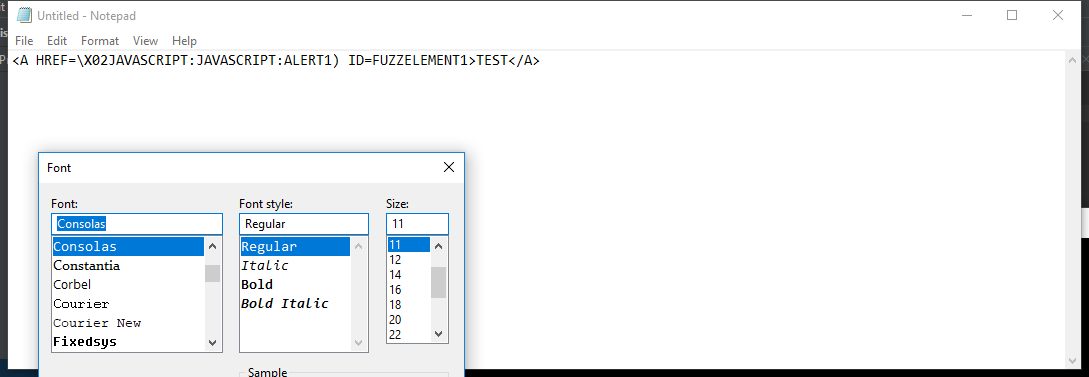 Untitled - Notepad
File Edit Format View Help
<A HREF=\X02JAVASCRIPT:JAVASCRIPT:ALERT1) ID=FUZZELEMENT1>TEST</A>
Font
Font: Font style: Size:
Consolas Regular 11
Consolas Regular 11
Constantia Italic 12
Corbel Bold 14
Courier Bold Italic 16
Courier New 18
Fixedsys 20
22
Sample